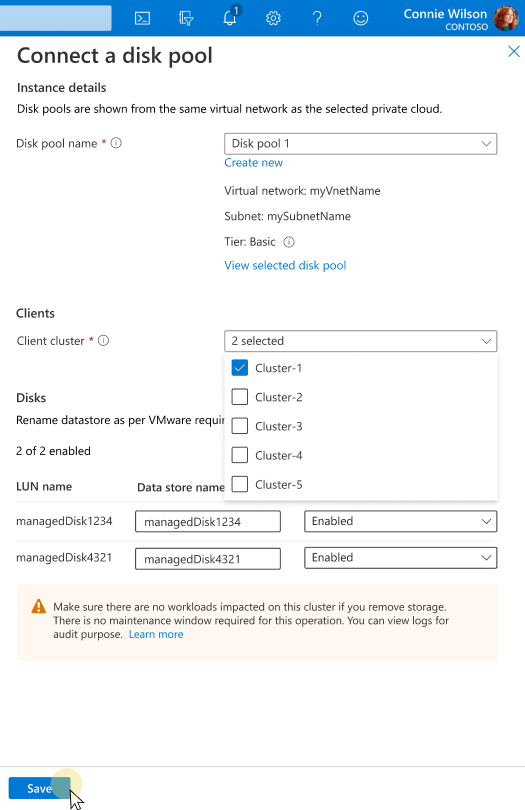 1
Connie Wilson
CONTOSO
Connect a disk pool
Instance details
Disk pools are shown from the same virtual network as the selected private cloud.
Disk pool name *
Disk pool 1
Create new
Virtual network: myVnetName
Subnet: mySubnetName
Tier: Basic
View selected disk pool
Clients
Client cluster *
2 selected
Cluster-1
Cluster-2
Cluster-3
Cluster-4
Cluster-5
Disks
Rename datastore as per VMware
2 of 2 enabled
LUN name
Data store name
managedDisk1234
managedDisk1234
Enabled
managedDisk4321
managedDisk4321
Enabled
Make sure there are no workloads impacted on this cluster if you remove storage.
There is no maintenance window required for this operation. You can view logs for
audit purpose. Learn more
Save